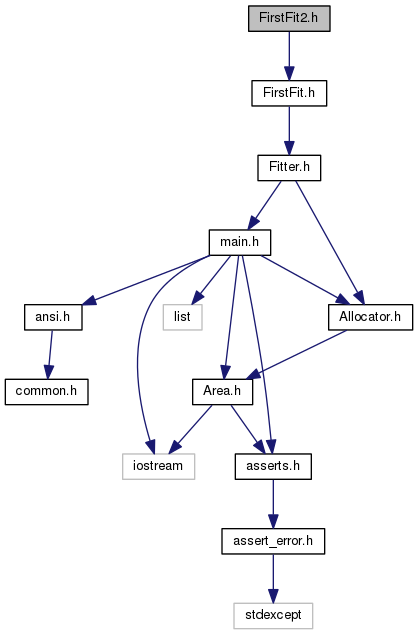 FirstFit2.h
FirstFit.h
Fitter.h
main.h
ansi.h
list
Allocator.h
common.h
Area.h
iostream
asserts.h
assert_error.h
stdexcept